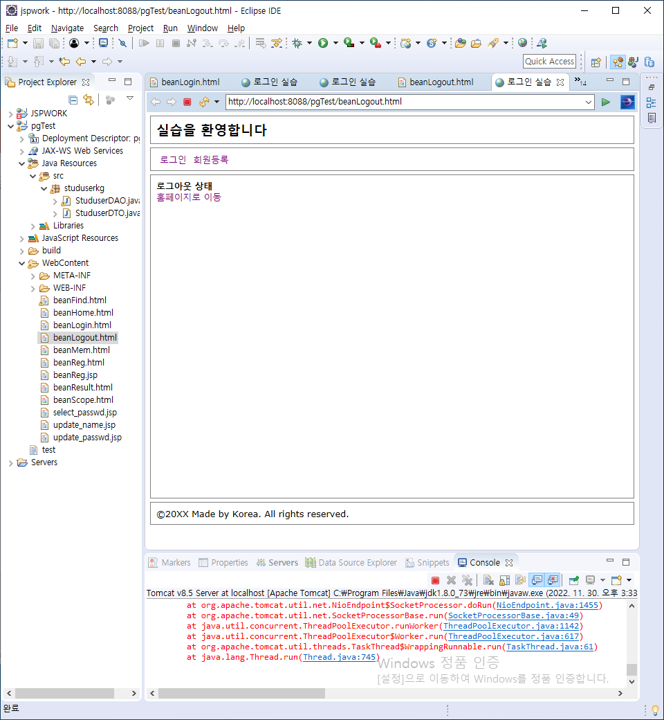 jspwork - http://localhost:8088/pgTest/beanLogout.html - Eclipse IDE
File Edit Navigate Search Project Run Window Help
Quick Access
Project Explorer
JSPWORK
pgTest
Deployment Descriptor: pg
JAX-WS Web Services
Java Resources
src
studuserkg
StuduserDAO.java
StuduserDTO.java
Libraries
JavaScript Resources
build
WebContent
META-INF
WEB-INF
beanFind.html
beanHome.html
beanLogin.html
beanLogout.html
beanMem.html
beanReg.html
beanReg.jsp
beanResult.html
beanScope.html
select_passwd.jsp
update_name.jsp
update_passwd.jsp
test
Servers
beanLogin.html 로그인 실습 로그인 실습 beanLogout.html 로그인 실습 »14
http://localhost:8088/pgTest/beanLogout.html
실습을 환영합니다
로그인 회원등록
로그아웃 상태
홈페이지로 이동
©20XX Made by Korea. All rights reserved.
Markers Properties Servers Data Source Explorer Snippets Console
Tomcat v8.5 Server at localhost [Apache Tomcat] C:₩Program Files₩Java₩jdk1.8.0_73₩jre₩bin₩javaw.exe (2022. 11. 30. 오후 3:33
at org.apache.tomcat.util.net.NioEndpoint$SocketProcessor.doRun(NioEndpoint.java:1455)
at org.apache.tomcat.util.net.SocketProcessorBase.run(SocketProcessorBase.java:49)
at java.util.concurrent.ThreadPoolExecutor.runWorker(ThreadPoolExecutor.java:1142)
at java.util.concurrent.ThreadPoolExecutor$Worker.run(ThreadPoolExecutor.java:617)
at org.apache.tomcat.util.threads.TaskThread$WrappingRunnable.run(TaskThread.java:61)
at java.lang.Thread.run(Thread.java:745)
Windows 정품 인증
[설정]으로 이동하여 Windows를 정품 인증합니다.
완료